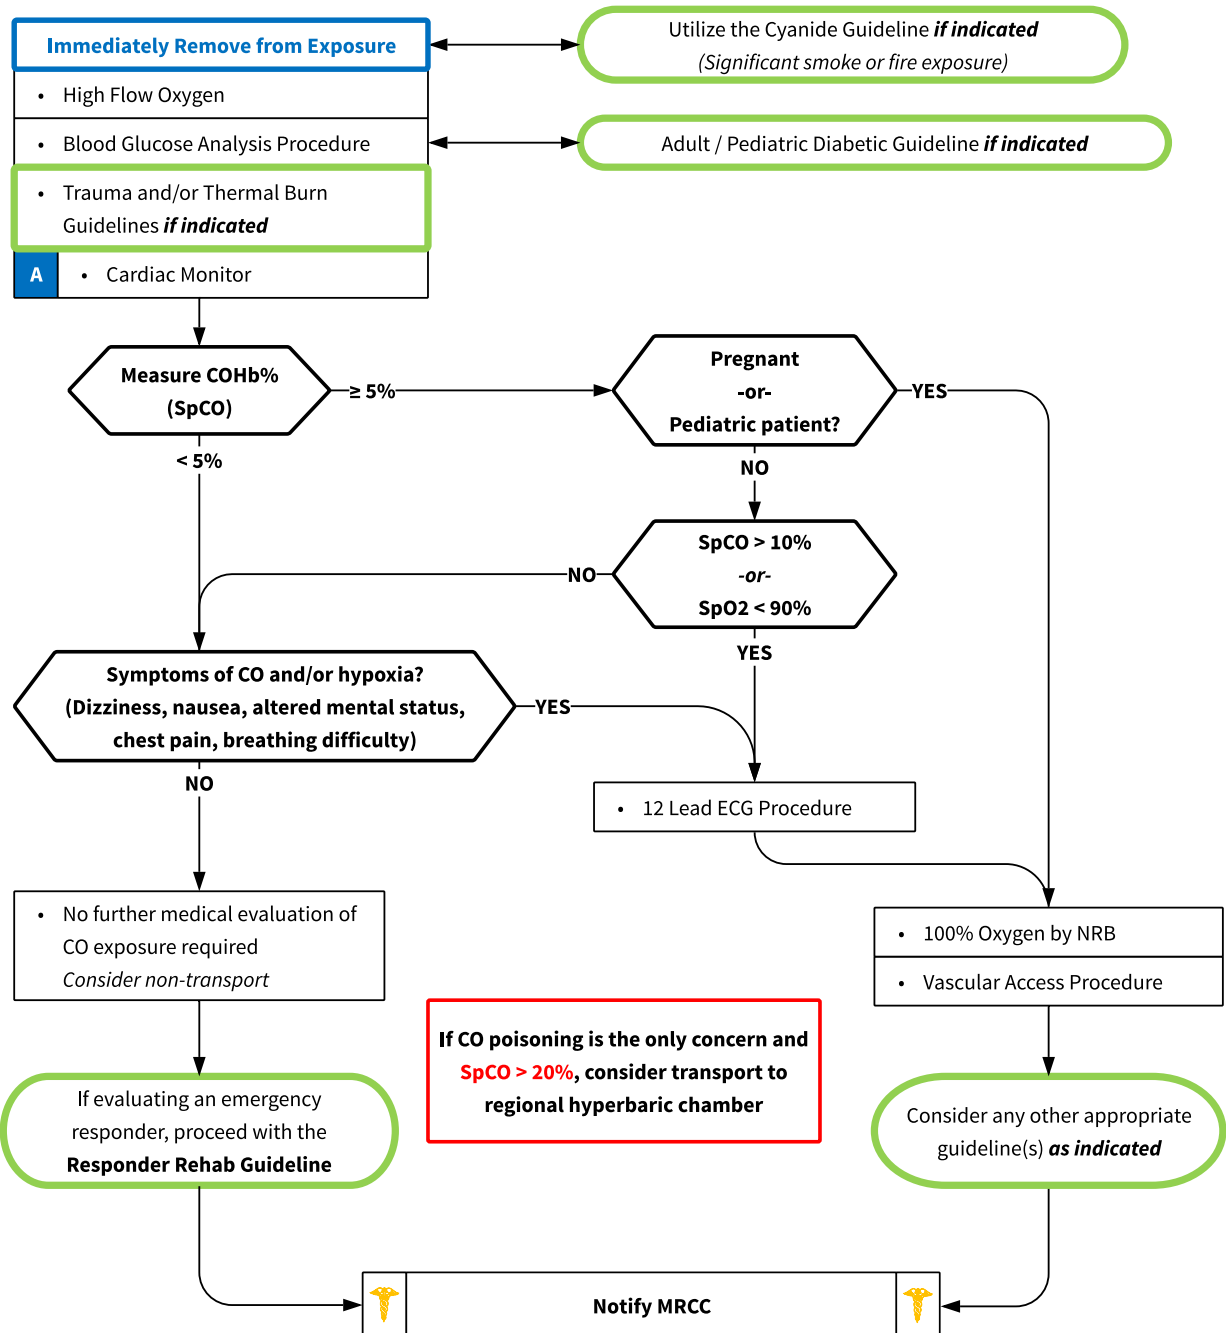 Immediately Remove from Exposure
Utilize the Cyanide Guideline if indicated
(Significant smoke or fire exposure)
• High Flow Oxygen
• Blood Glucose Analysis Procedure
Adult / Pediatric Diabetic Guideline if indicated
• Trauma and/or Thermal Burn
Guidelines if indicated
A • Cardiac Monitor
Measure COHb%
(SpCO)
≥ 5%
Pregnant
-or-
Pediatric patient?
YES
< 5%
NO
SpCO > 10%
-or-
SpO2 < 90%
NO
YES
Symptoms of CO and/or hypoxia?
(Dizziness, nausea, altered mental status,
chest pain, breathing difficulty)
YES
NO
• 12 Lead ECG Procedure
• No further medical evaluation of
CO exposure required
Consider non-transport
• 100% Oxygen by NRB
• Vascular Access Procedure
If CO poisoning is the only concern and
SpCO > 20%, consider transport to
regional hyperbaric chamber
If evaluating an emergency
responder, proceed with the
Responder Rehab Guideline
Consider any other appropriate
guideline(s) as indicated
Notify MRCC